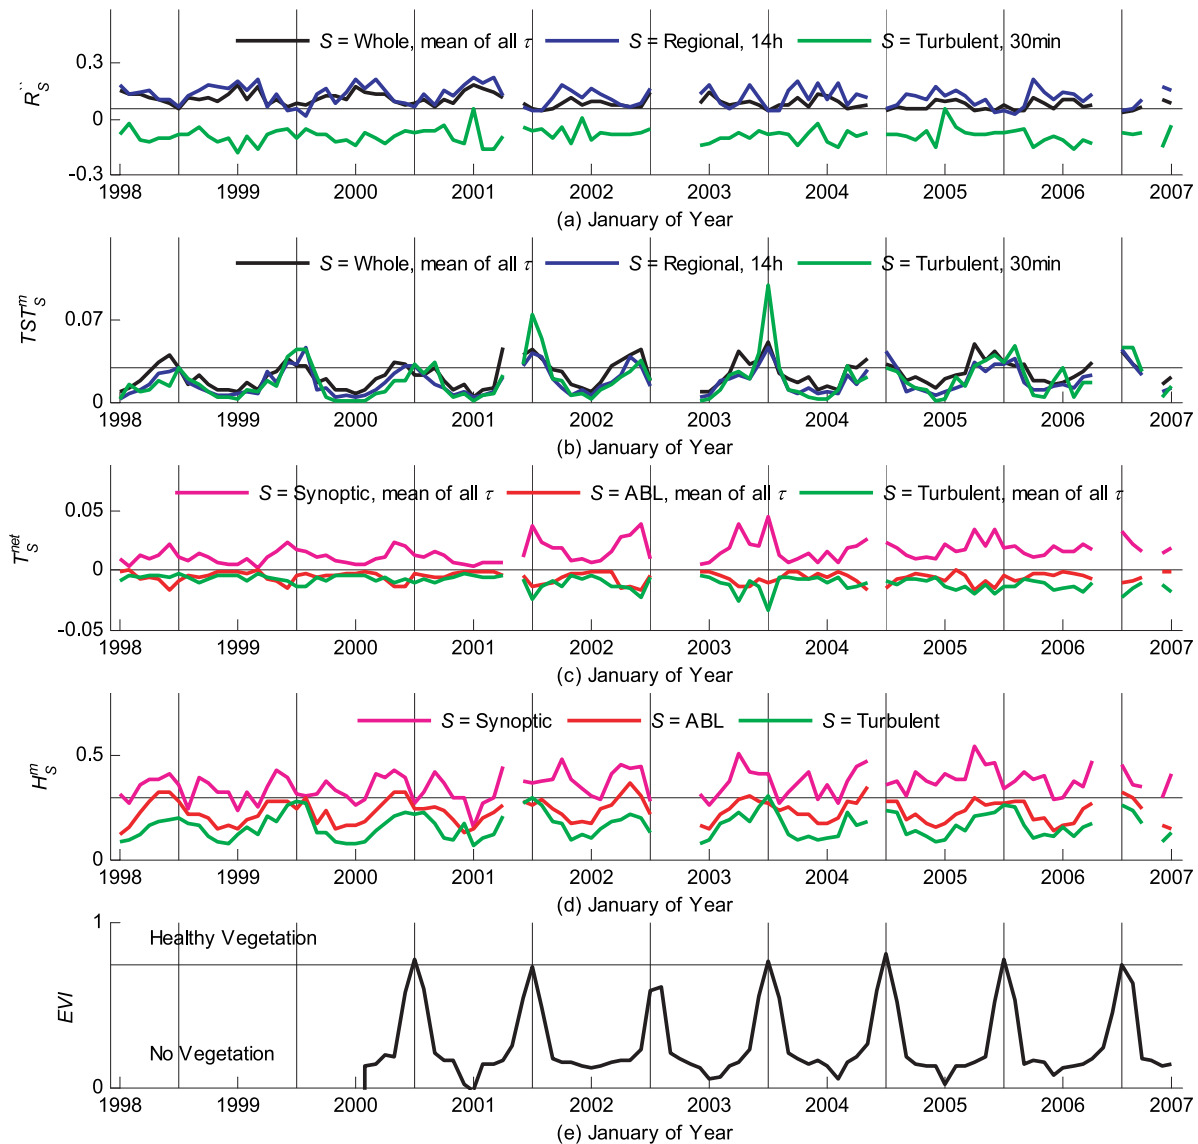 S = Whole, mean of all τ S = Regional, 14h S = Turbulent, 30min
0.3
0
-0.3
R``S
1998 1999 2000 2001 2002 2003 2004 2005 2006 2007
(a) January of Year
S = Whole, mean of all τ S = Regional, 14h S = Turbulent, 30min
0.07
0
TSTmS
1998 1999 2000 2001 2002 2003 2004 2005 2006 2007
(b) January of Year
S = Synoptic, mean of all τ S = ABL, mean of all τ S = Turbulent, mean of all τ
0.05
0
-0.05
TnetS
1998 1999 2000 2001 2002 2003 2004 2005 2006 2007
(c) January of Year
S = Synoptic S = ABL S = Turbulent
0.5
0
HmS
1998 1999 2000 2001 2002 2003 2004 2005 2006 2007
(d) January of Year
1
Healthy Vegetation
EVI
No Vegetation
0
1998 1999 2000 2001 2002 2003 2004 2005 2006 2007
(e) January of Year